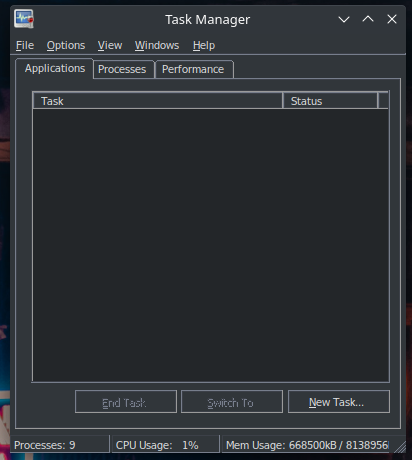 Task Manager
File Options View Windows Help
Applications Processes Performance
Task Status
End Task Switch To New Task...
Processes: 9 CPU Usage: 1% Mem Usage: 668500kB / 8138956